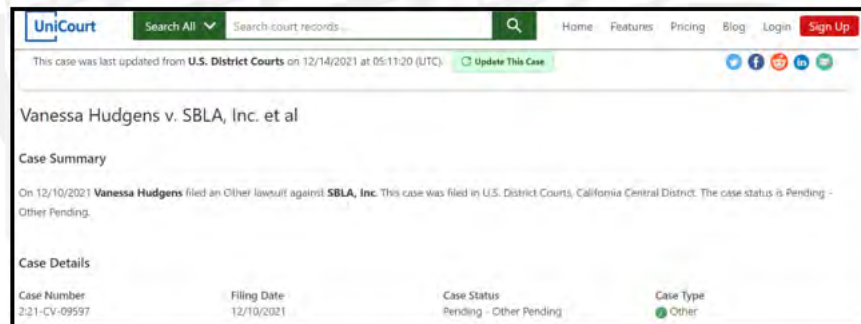 UniCourt Search All Search court records... Home Features Pricing Blog Login Sign Up
This case was last updated from U.S. District Courts on 12/14/2021 at 05:11:20 (UTC). Update This Case
Vanessa Hudgens v. SBLA, Inc. et al
Case Summary
On 12/10/2021 Vanessa Hudgens filed an Other lawsuit against SBLA, Inc. This case was filed in U.S. District Courts, California Central District. The case status is Pending -
Other Pending.
Case Details
Case Number Filing Date Case Status Case Type
2:21-CV-09597 12/10/2021 Pending - Other Pending Other